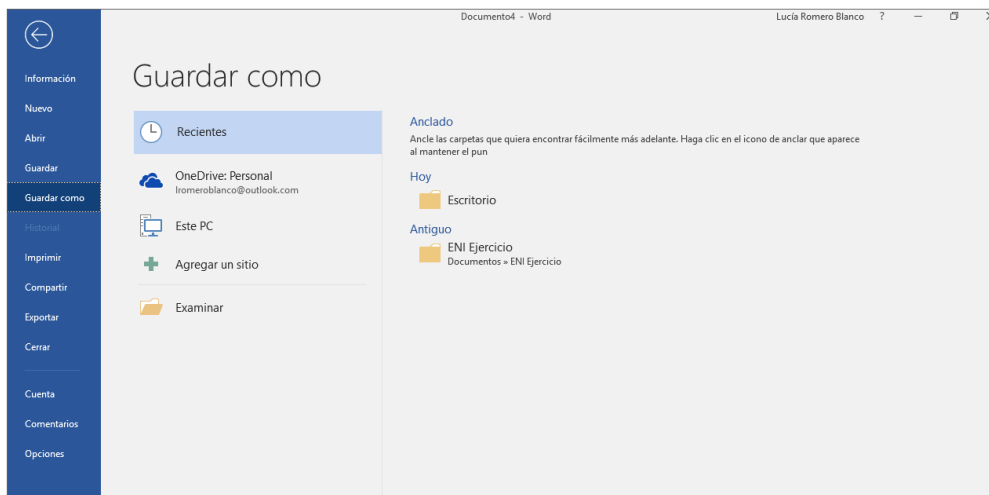 Documento4 - Word
Lucía Romero Blanco ?
Información
Nuevo
Abrir
Guardar
Guardar como
Historial
Imprimir
Compartir
Exportar
Cerrar
Cuenta
Comentarios
Opciones
Guardar como
Recientes
OneDrive: Personal
lromeroblanco@outlook.com
Este PC
Agregar un sitio
Examinar
Anclado
Ancle las carpetas que quiera encontrar fácilmente más adelante. Haga clic en el icono de anclar que aparece
al mantener el pun
Hoy
Escritorio
Antiguo
ENI Ejercicio
Documentos » ENI Ejercicio